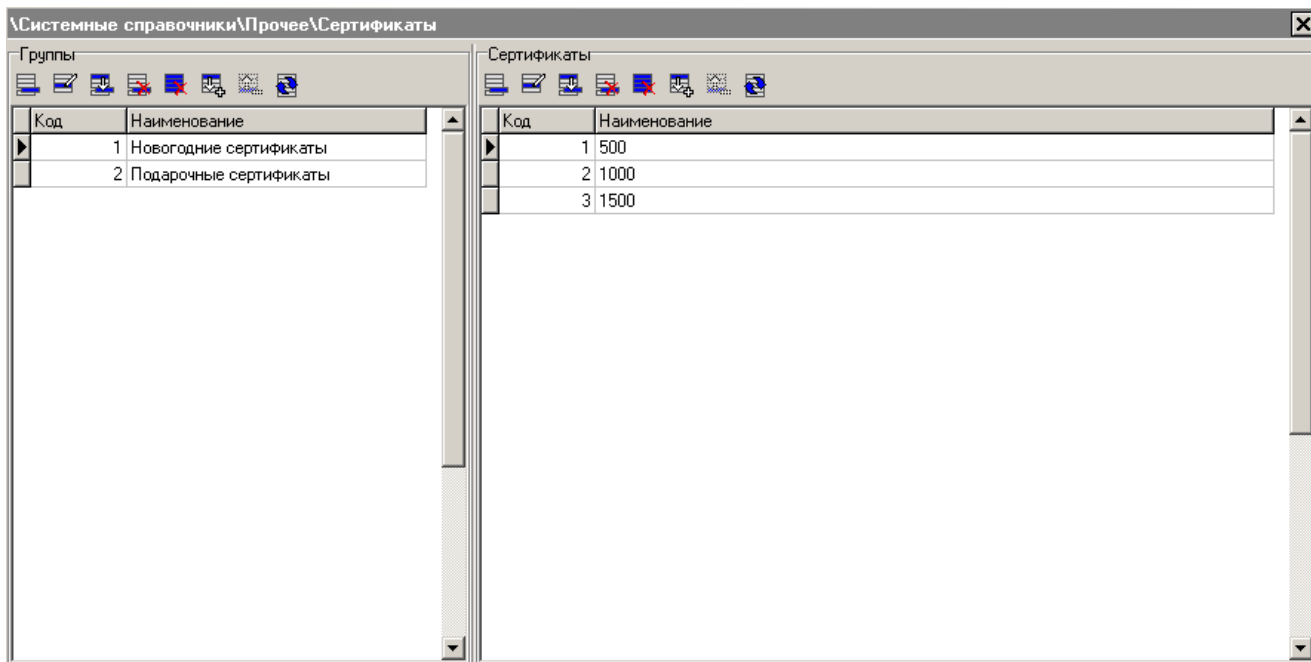 \Системные справочники\Прочее\Сертификаты
Группы
Код Наименование
1 Новогодние сертификаты
2 Подарочные сертификаты
Сертификаты
Код Наименование
1 500
2 1000
3 1500